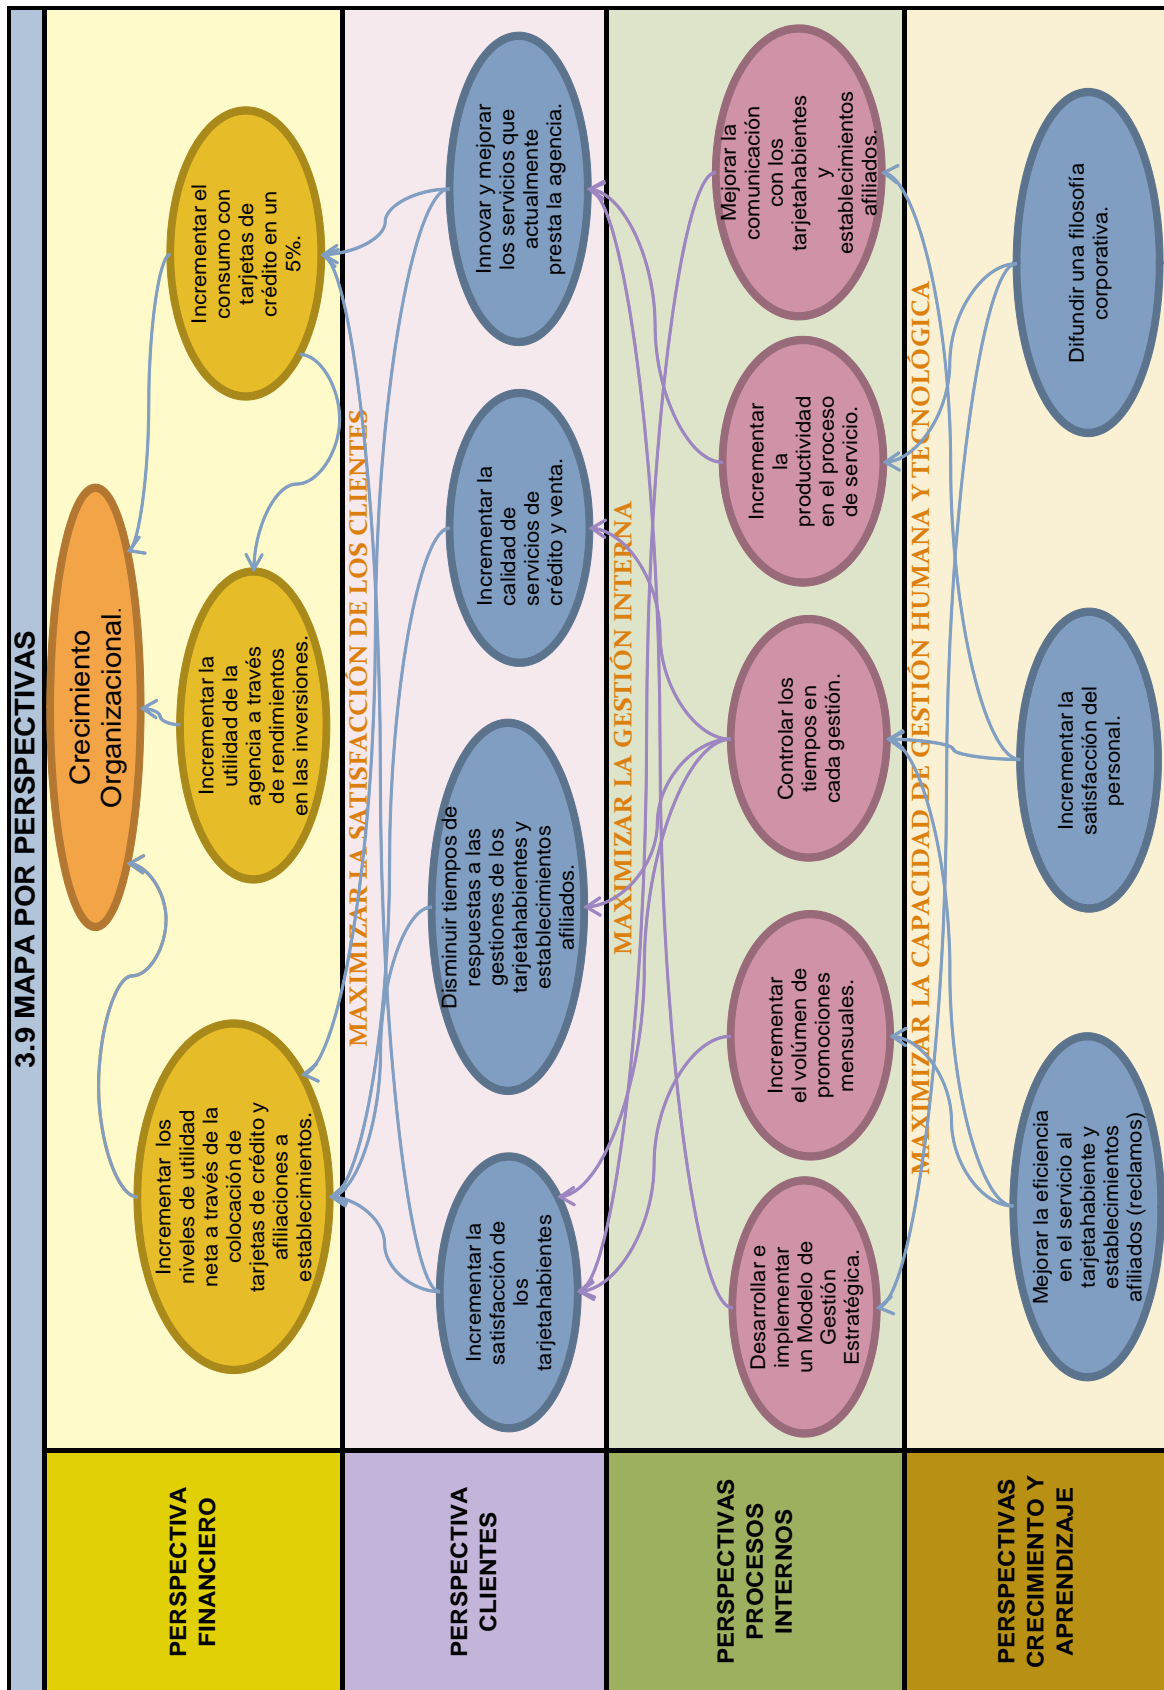 3.9 MAPA POR PERSPECTIVAS
PERSPECTIVA
FINANCIERO
Crecimiento
Organizacional.
Incrementar los
niveles de utilidad
neta a través de la
colocación de
tarjetas de crédito y
afiliaciones a
establecimientos.
Incrementar la
utilidad de la
agencia a través
de rendimientos
en las inversiones.
Incrementar el
consumo con
tarjetas de
crédito en un
5%.
MAXIMIZAR LA SATISFACCIÓN DE LOS CLIENTES
PERSPECTIVA
CLIENTES
Incrementar la
satisfacción de
los
tarjetahabientes
Disminuir tiempos de
respuestas a las
gestiones de los
tarjetahabientes y
establecimientos
afiliados.
Incrementar la
calidad de
servicios de
crédito y venta.
Innovar y mejorar
los servicios que
actualmente
presta la agencia.
MAXIMIZAR LA GESTIÓN INTERNA
PERSPECTIVAS
PROCESOS
INTERNOS
Desarrollar e
implementar
un Modelo de
Gestión
Estratégica.
Incrementar
el volúmen de
promociones
mensuales.
Controlar los
tiempos en
cada gestión.
Incrementar
la
productividad
en el proceso
de servicio.
Mejorar la
comunicación
con los
tarjetahabientes
y
establecimientos
afiliados.
MAXIMIZAR LA CAPACIDAD DE GESTIÓN HUMANA Y TECNOLÓGICA
PERSPECTIVAS
CRECIMIENTO Y
APRENDIZAJE
Mejorar la eficiencia
en el servicio al
tarjetahabiente y
establecimientos
afiliados (reclamos)
Incrementar la
satisfacción del
personal.
Difundir una filosofía
corporativa.